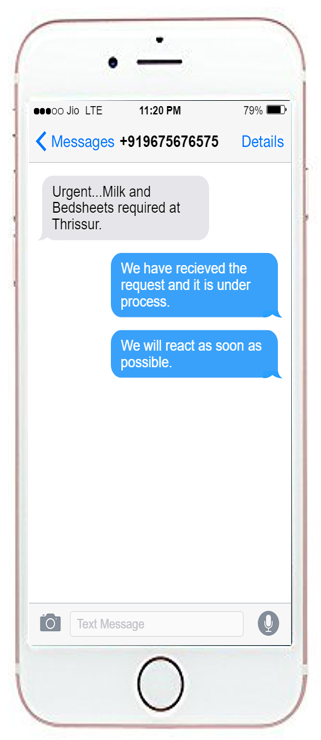 Jio LTE 11:20 PM 79%
Messages +919675676575 Details
Urgent...Milk and
Bedsheets required at
Thrissur.
We have recieved the
request and it is under
process.
We will react as soon as
possible.
Text Message